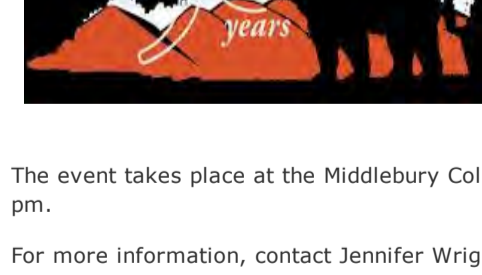 years
The event takes place at the Middlebury Col
pm.
For more information, contact Jennifer Wrig